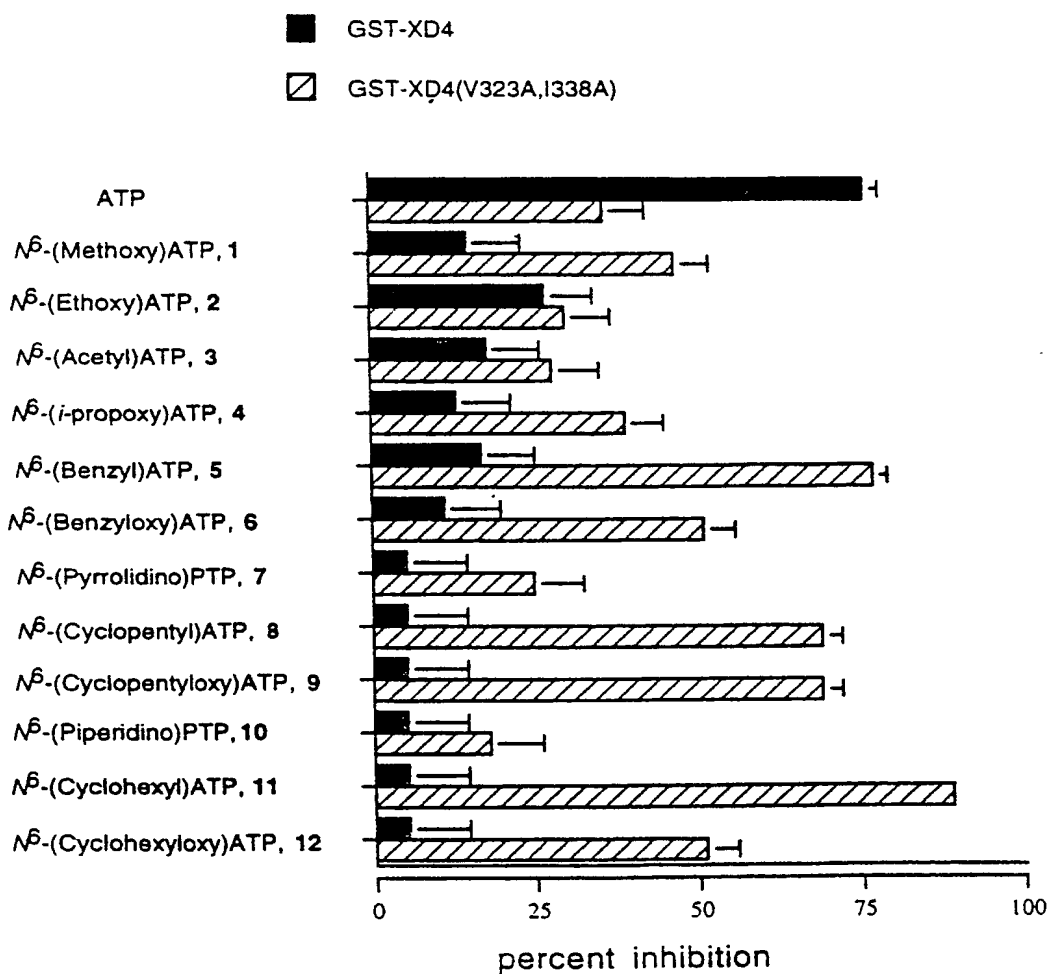 GST-XD4
GST-XD4(V323A,I338A)
ATP
N6-(Methoxy)ATP, 1
N6-(Ethoxy)ATP, 2
N6-(Acetyl)ATP, 3
N6-(i-propoxy)ATP, 4
N6-(Benzyl)ATP, 5
N6-(Benzyloxy)ATP, 6
N6-(Pyrrolidino)PTP, 7
N6-(Cyclopentyl)ATP, 8
N6-(Cyclopentyloxy)ATP, 9
N6-(Piperidino)PTP, 10
N6-(Cyclohexyl)ATP, 11
N6-(Cyclohexyloxy)ATP, 12
0 25 50 75 100
percent inhibition